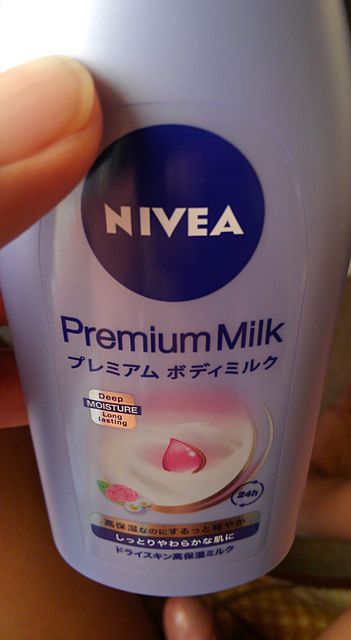 NIVEA
Premium Milk
プレミアム ボディミルク
Deep
MOISTURE
Long
lasting
24h
高保湿なのにするっと軽やか
しっとりやわらかな肌に
ドライスキン高保湿ミルク